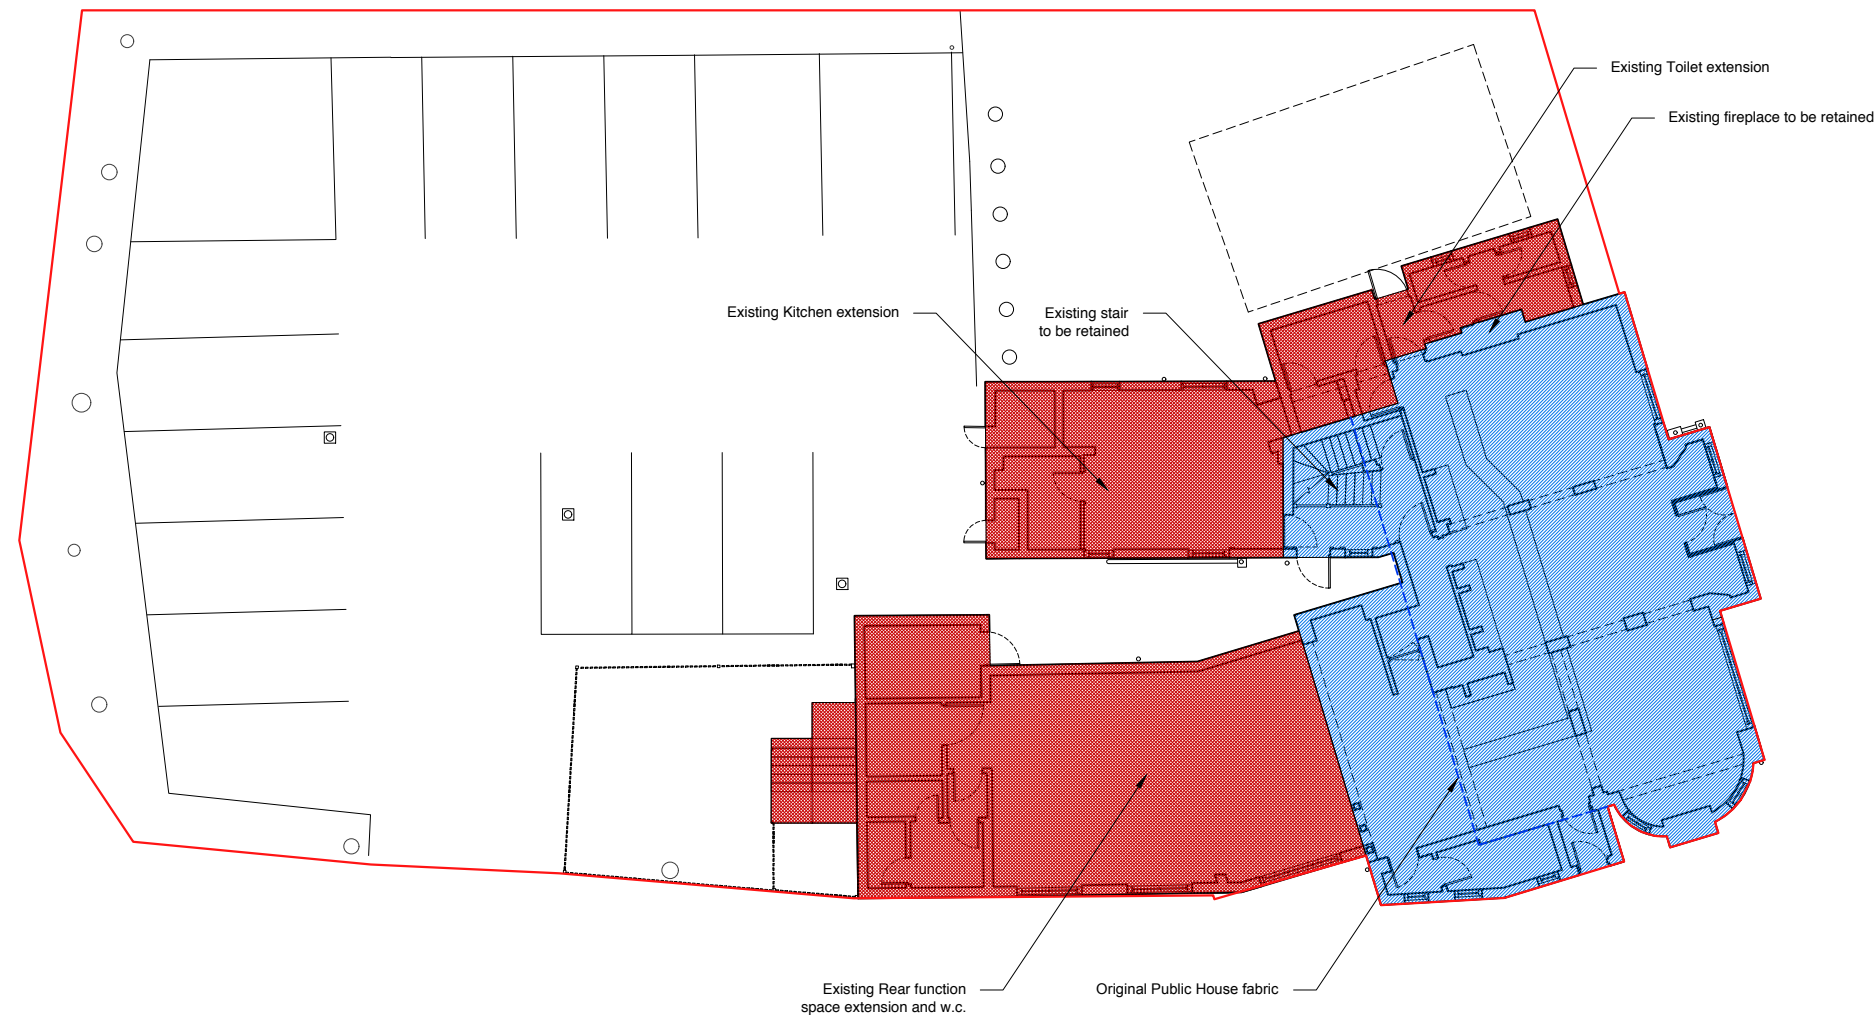 Existing Toilet extension
Existing fireplace to be retained
Existing Kitchen extension
Existing stair
to be retained
Existing Rear function
space extension and w.c.
Original Public House fabric